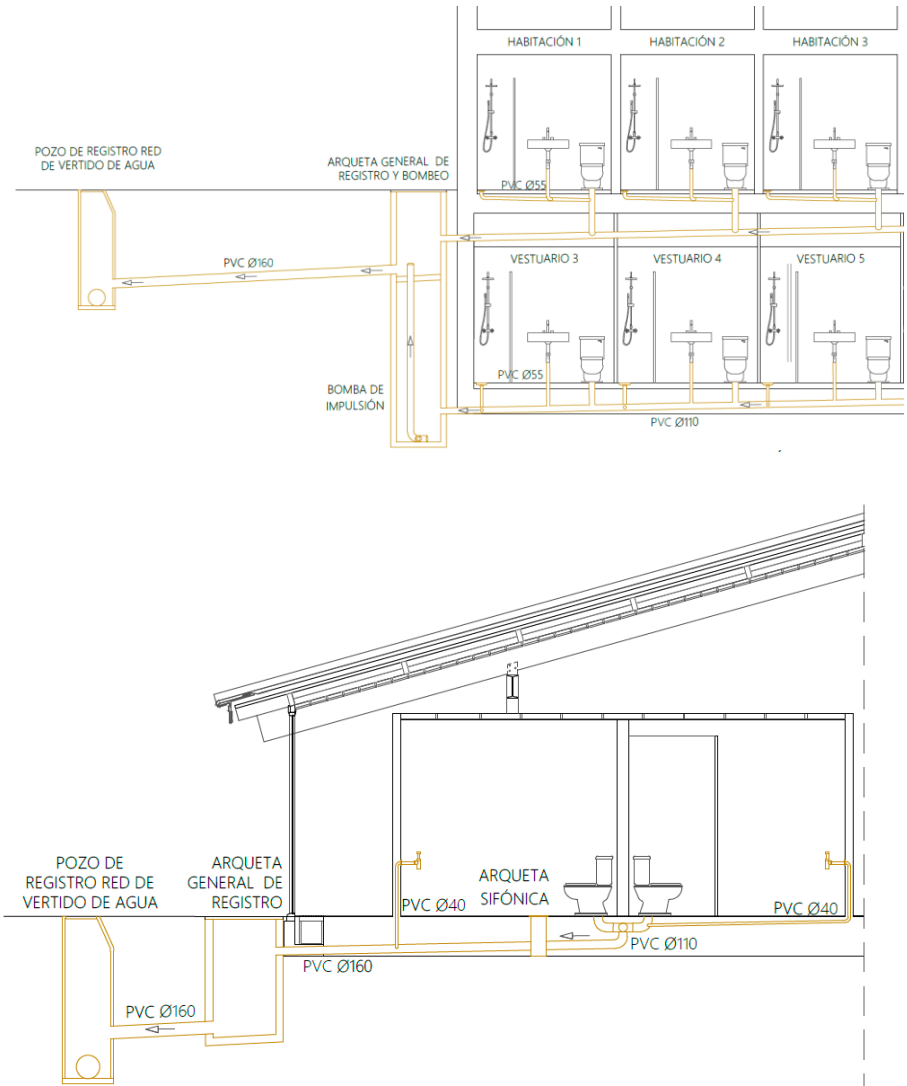 HABITACIÓN 1
HABITACIÓN 2
HABITACIÓN 3
POZO DE REGISTRO RED
DE VERTIDO DE AGUA
ARQUETA GENERAL DE
REGISTRO Y BOMBEO
PVC Ø55
PVC Ø160
VESTUARIO 3
VESTUARIO 4
VESTUARIO 5
PVC Ø55
BOMBA DE
IMPULSIÓN
PVC Ø110
POZO DE
REGISTRO RED DE
VERTIDO DE AGUA
ARQUETA
GENERAL DE
REGISTRO
ARQUETA
SIFÓNICA
PVC Ø40
PVC Ø40
PVC Ø110
PVC Ø160
PVC Ø160